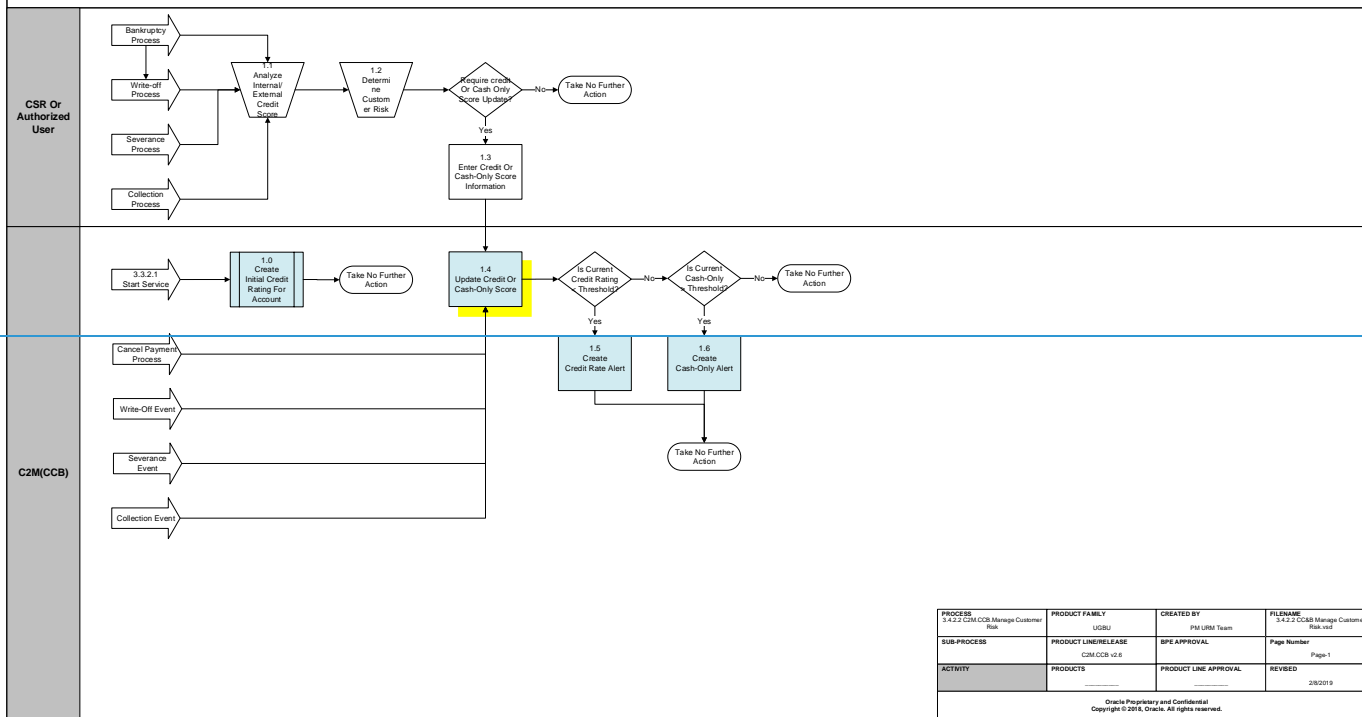 CSR Or
Authorized
User
Bankruptcy
Process
Write-off
Process
Severance
Process
Collection
Process
1.1
Analyze
Internal/
External
Credit
Score
1.2
Determi
ne
Custom
er Risk
Require credit
Or Cash Only
Score Update?
No
Take No Further
Action
Yes
1.3
Enter Credit Or
Cash-Only Score
Information
C2M(CCB)
3.3.2.1
Start Service
1.0
Create
Initial Credit
Rating For
Account
Take No Further
Action
1.4
Update Credit Or
Cash-Only Score
Is Current
Credit Rating
< Threshold?
No
Is Current
Cash-Only
> Threshold?
No
Take No Further
Action
Yes
Yes
Cancel Payment
Process
1.5
Create
Credit Rate Alert
1.6
Create
Cash-Only Alert
Write-Off Event
Severance
Event
Take No Further
Action
Collection Event
PROCESS
3.4.2.2 C2M.CCB.Manage Customer
Risk
PRODUCT FAMILY
UGBU
CREATED BY
PM URM Team
FILENAME
3.4.2.2 CC&B Manage Custome
Risk.vsd
SUB-PROCESS
PRODUCT LINE/RELEASE
C2M.CCB v2.6
BPE APPROVAL
Page Number
Page-1
ACTIVITY
PRODUCTS
PRODUCT LINE APPROVAL
REVISED
2/8/2019
Oracle Proprietary and Confidential
Copyright © 2018, Oracle. All rights reserved.